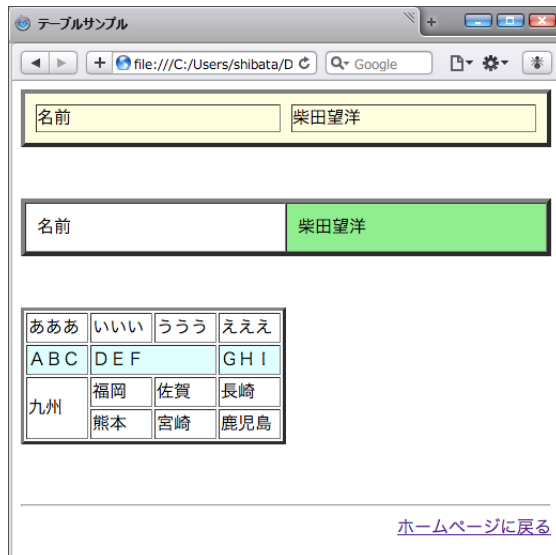 テーブルサンプル
file:///C:/Users/shibata/D
Google
名前 柴田望洋
名前 柴田望洋
あああ いいい ううう えええ
ＡＢＣ ＤＥＦ ＧＨＩ
九州 福岡 佐賀 長崎
熊本 宮崎 鹿児島
ホームページに戻る